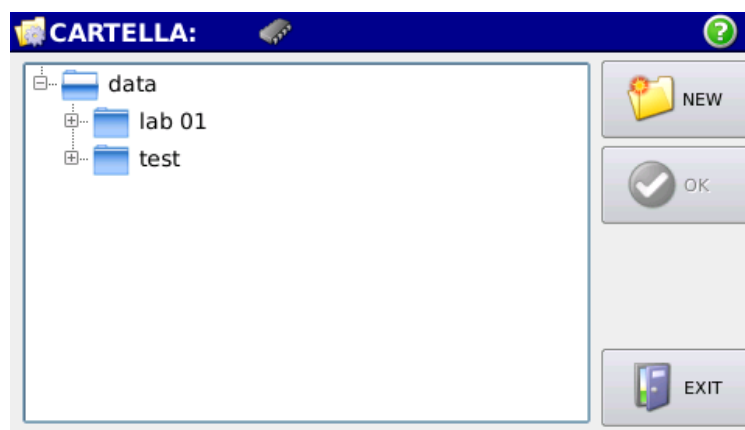 CARTELLA:
data
lab 01
test
NEW
OK
EXIT